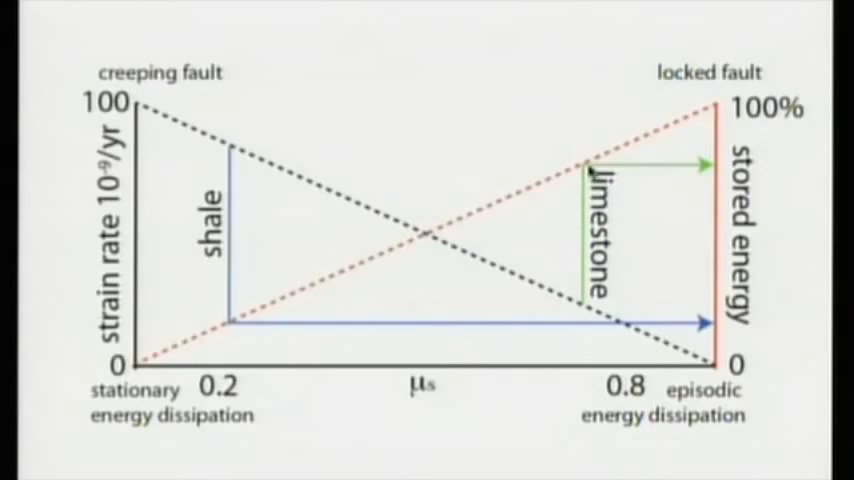 creeping fault
locked fault
100
100%
strain rate 10⁻⁹/yr
shale
limestone
stored energy
0
0
stationary
energy dissipation
0.2
μs
0.8
episodic
energy dissipation